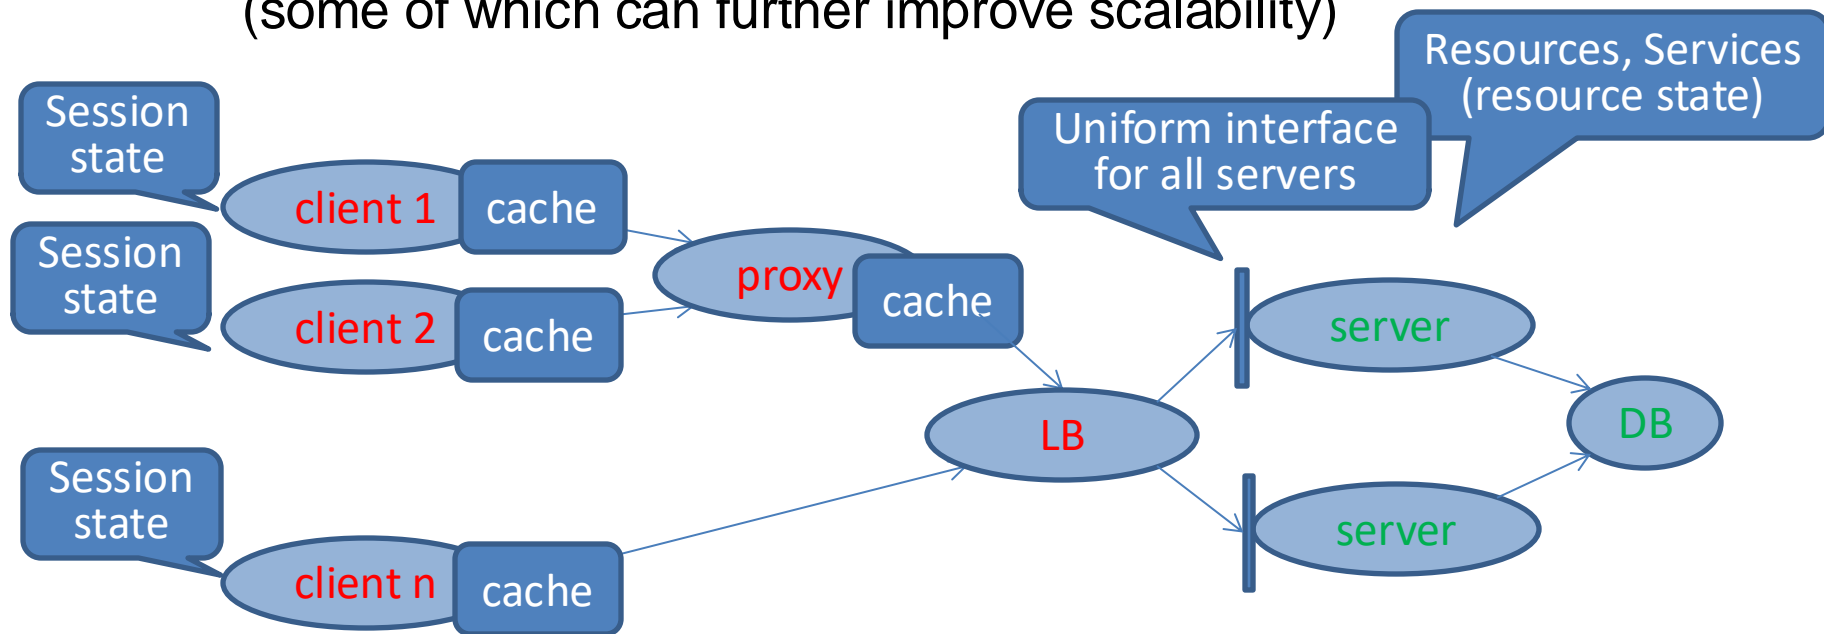 (some of which can further improve scalability)
Resources, Services
(resource state)
Uniform interface
for all servers
Session
state
client 1
cache
Session
state
client 2
cache
proxy
cache
server
LB
DB
Session
state
client n
cache
server